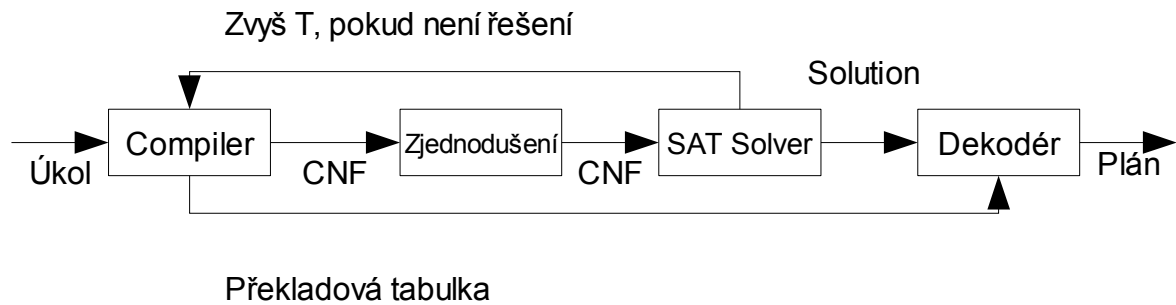 Zvyš T, pokud není řešení
Solution
Compiler
Zjednodušení
SAT Solver
Dekodér
Úkol
CNF
CNF
Plán
Překladová tabulka